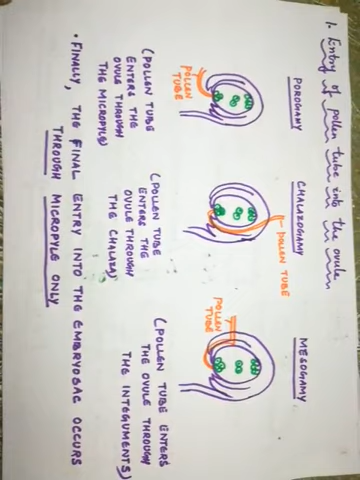 1. Entry of pollen tube into the ovule
POROGAMY
CHALAZOGAMY
MESOGAMY
POLLEN
TUBE
POLLEN TUBE
POLLEN
TUBE
(POLLEN TUBE
ENTERS THE
OVULE THROUGH
THE MICROPYLE)
(POLLEN TUBE
ENTERS THE
OVULE THROUGH
THE CHALAZA)
(POLLEN TUBE ENTERS
THE OVULE THROUGH
THE INTEGUMENTS)
• FINALLY, THE FINAL ENTRY INTO THE EMBRYOSAC OCCURS
THROUGH MICROPYLE ONLY